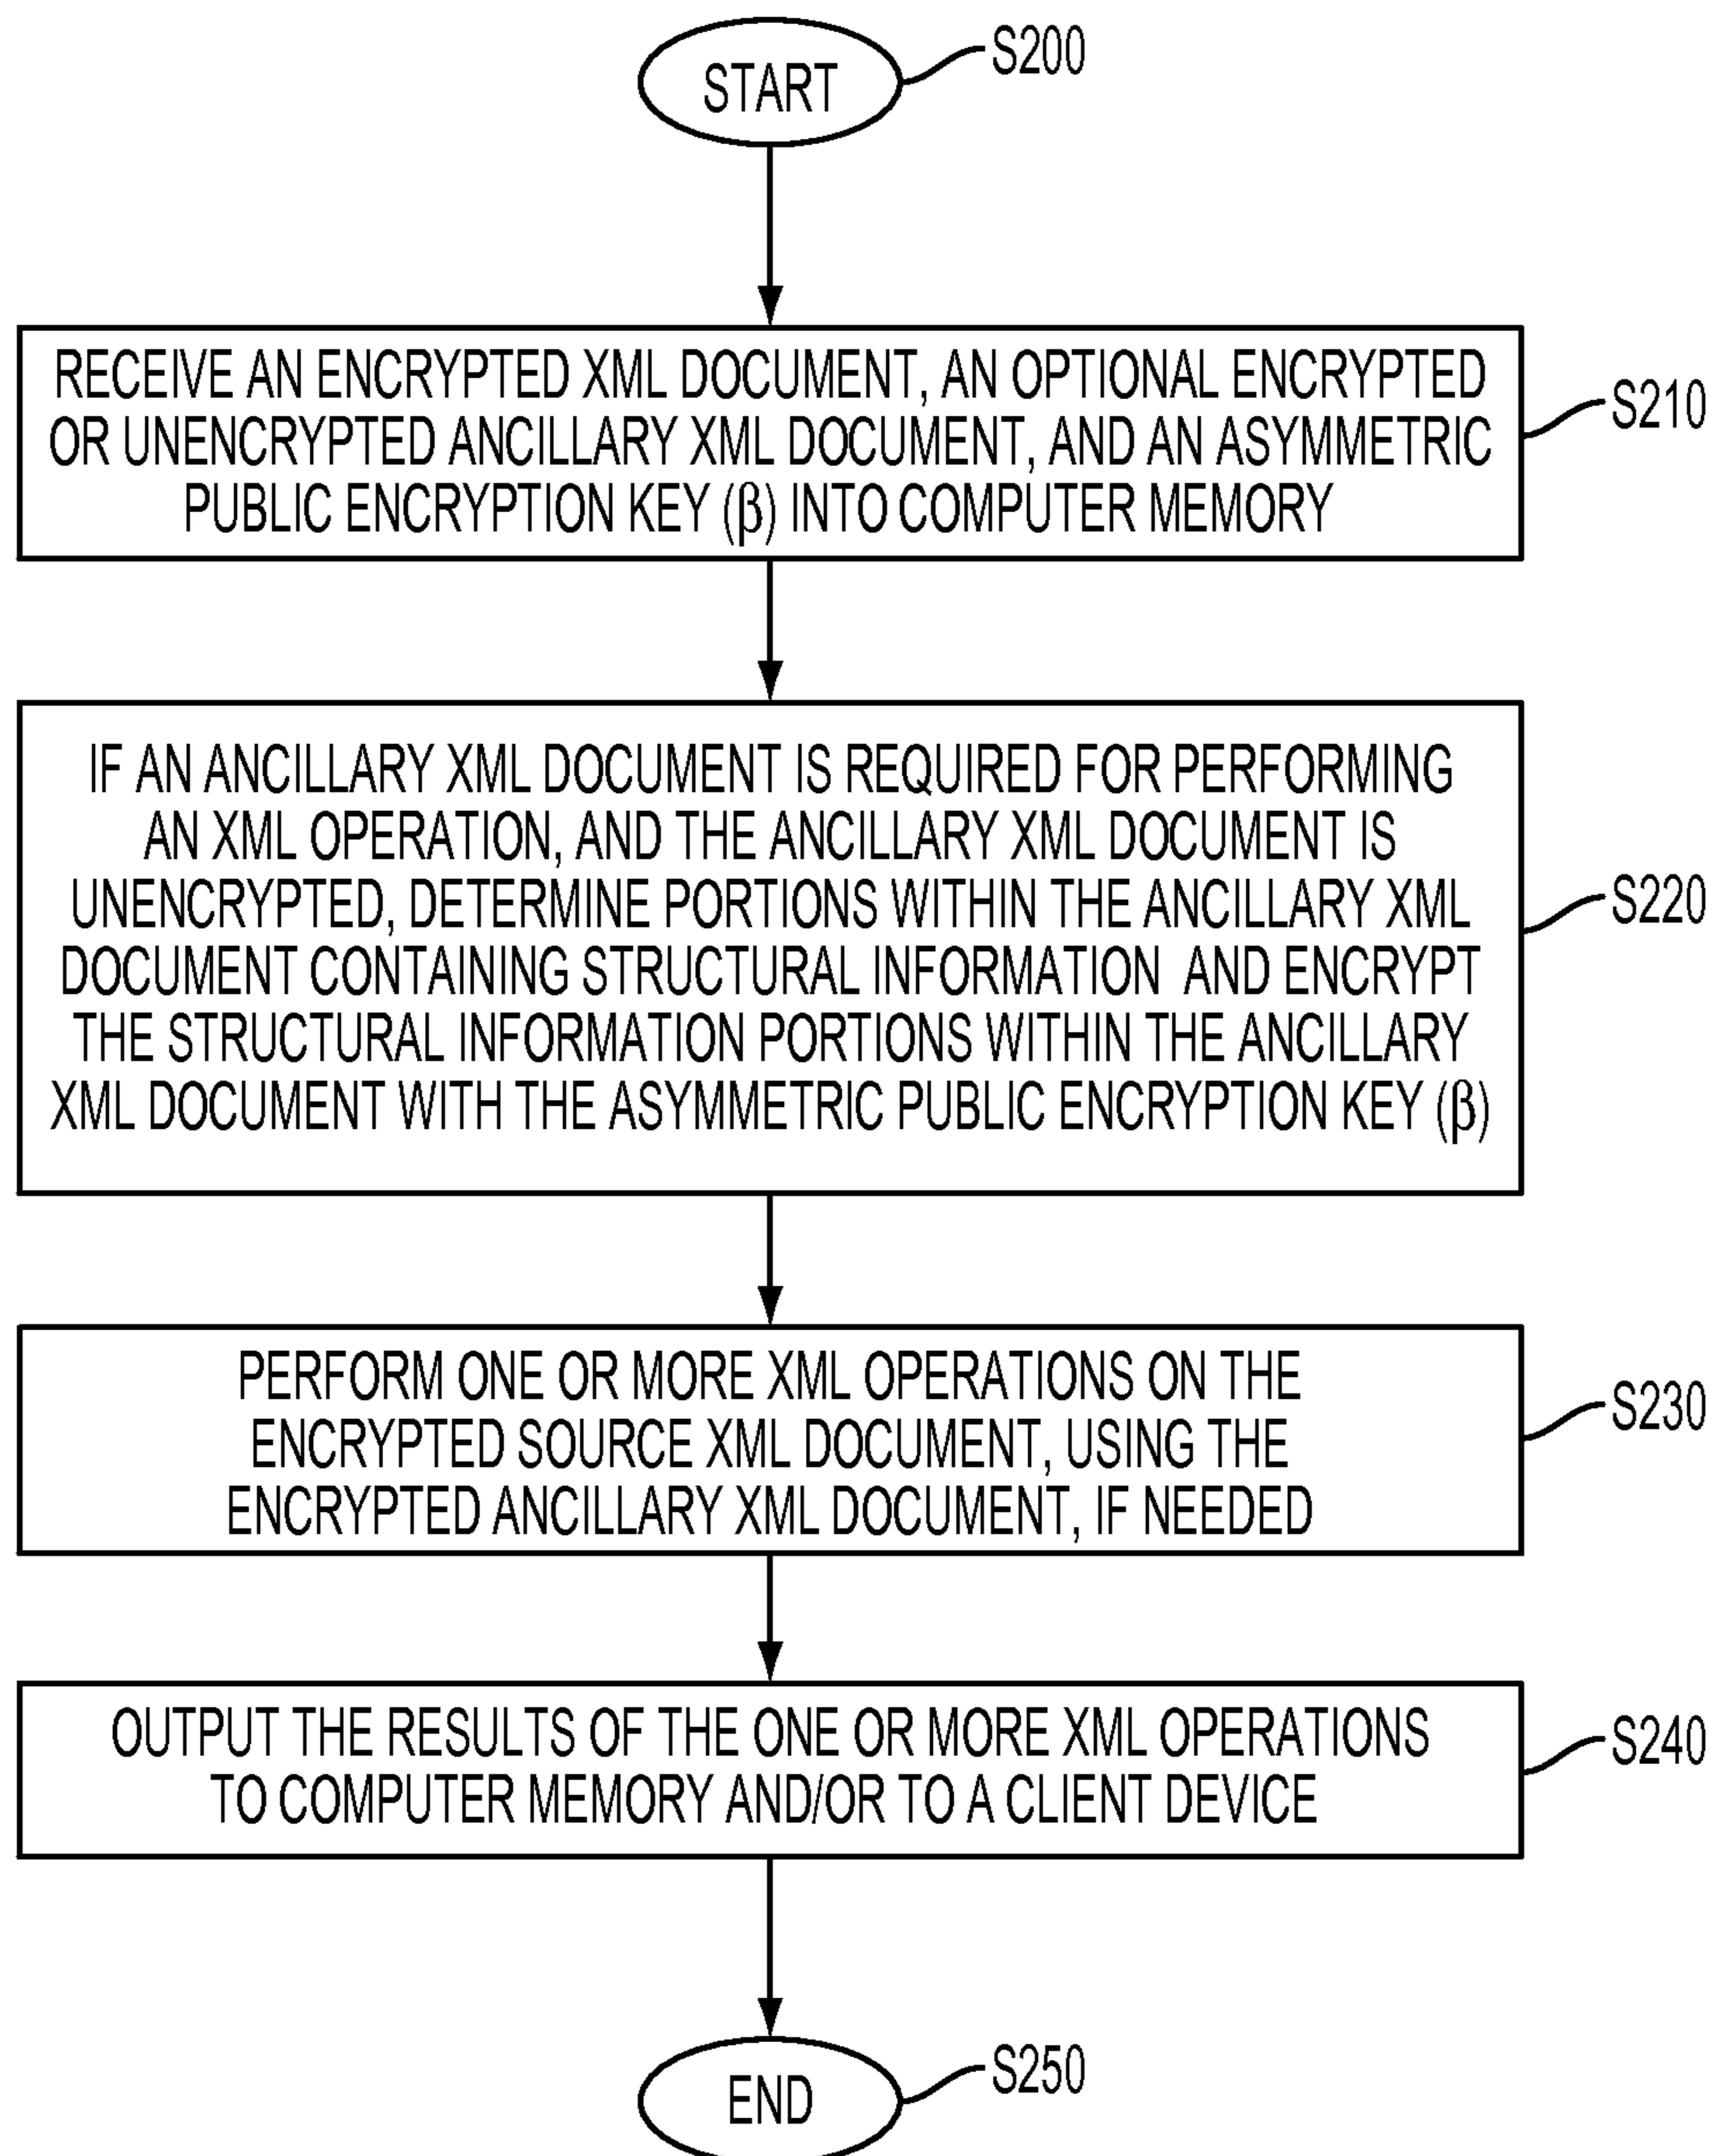 START
S200
RECEIVE AN ENCRYPTED XML DOCUMENT, AN OPTIONAL ENCRYPTED
OR UNENCRYPTED ANCILLARY XML DOCUMENT, AND AN ASYMMETRIC
PUBLIC ENCRYPTION KEY (β) INTO COMPUTER MEMORY
S210
IF AN ANCILLARY XML DOCUMENT IS REQUIRED FOR PERFORMING
AN XML OPERATION, AND THE ANCILLARY XML DOCUMENT IS
UNENCRYPTED, DETERMINE PORTIONS WITHIN THE ANCILLARY XML
DOCUMENT CONTAINING STRUCTURAL INFORMATION AND ENCRYPT
THE STRUCTURAL INFORMATION PORTIONS WITHIN THE ANCILLARY
XML DOCUMENT WITH THE ASYMMETRIC PUBLIC ENCRYPTION KEY (β)
S220
PERFORM ONE OR MORE XML OPERATIONS ON THE
ENCRYPTED SOURCE XML DOCUMENT, USING THE
ENCRYPTED ANCILLARY XML DOCUMENT, IF NEEDED
S230
OUTPUT THE RESULTS OF THE ONE OR MORE XML OPERATIONS
TO COMPUTER MEMORY AND/OR TO A CLIENT DEVICE
S240
END
S250